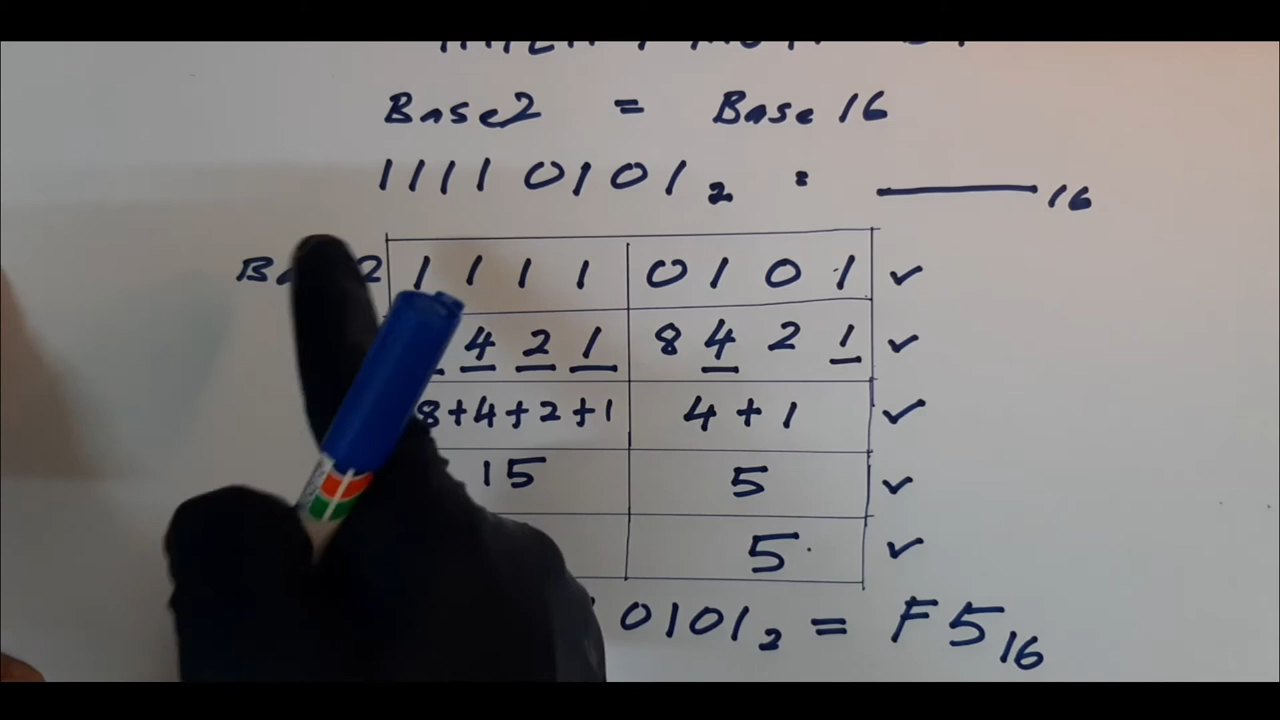 Base2 = Base 16
11110101₂ = ______₁₆
1 1 1 1 0 1 0 1 ✓
4 2 1 8 4 2 1 ✓
8+4+2+1 4+1 ✓
15 5 ✓
5 ✓
0101₂ = F5₁₆